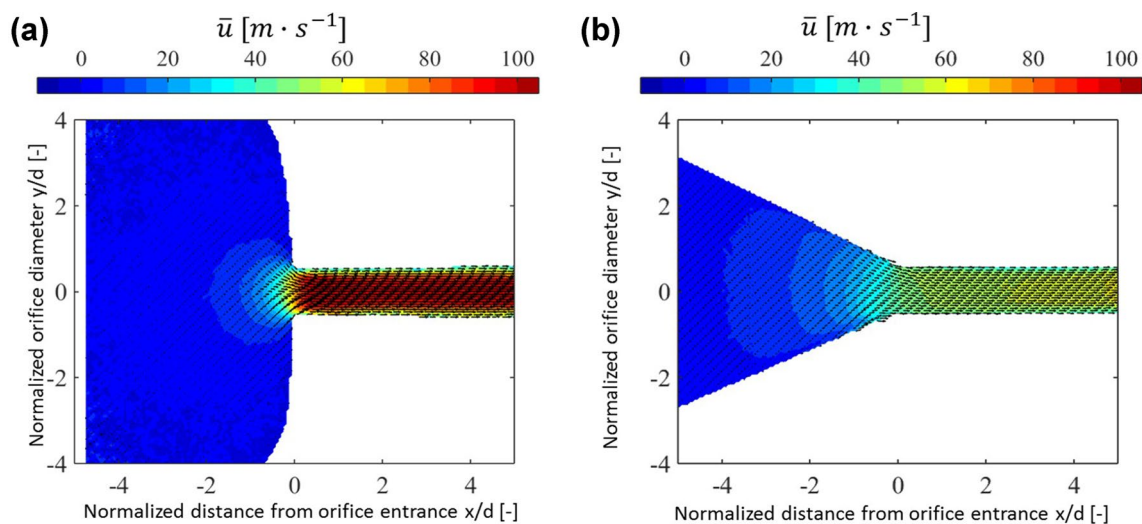 (a)
ū [m · s⁻¹]
0 20 40 60 80 100
4
2
0
-2
-4
Normalized orifice diameter y/d [-]
-4 -2 0 2 4
Normalized distance from orifice entrance x/d [-]
(b)
ū [m · s⁻¹]
0 20 40 60 80 100
4
2
0
-2
-4
Normalized orifice diameter y/d [-]
-4 -2 0 2 4
Normalized distance from orifice entrance x/d [-]